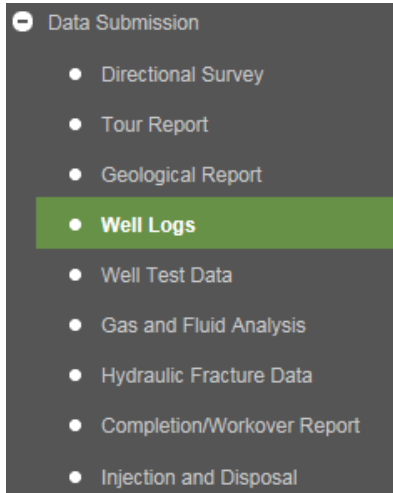 Data Submission
Directional Survey
Tour Report
Geological Report
Well Logs
Well Test Data
Gas and Fluid Analysis
Hydraulic Fracture Data
Completion/Workover Report
Injection and Disposal